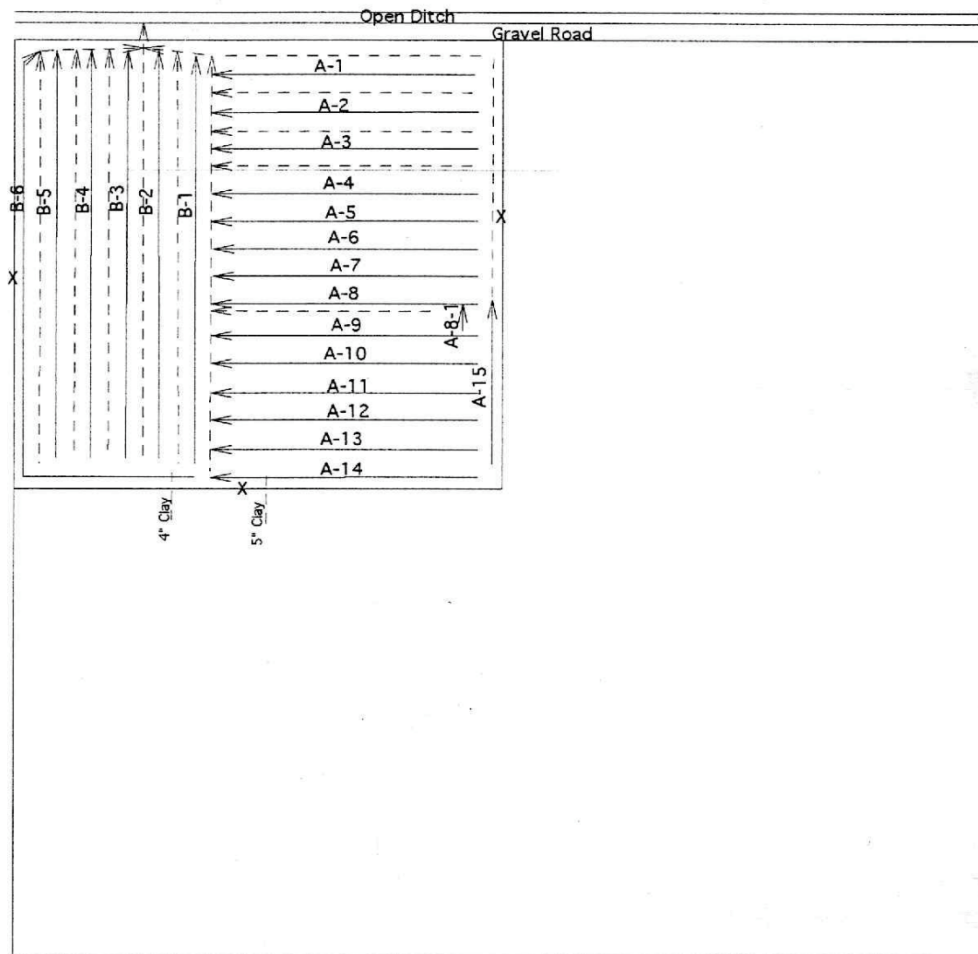 Open Ditch
Gravel Road
A-1
A-2
A-3
A-4
A-5
A-6
A-7
A-8
A-8-1
A-9
A-10
A-11
A-12
A-13
A-14
A-15
B-6
B-5
B-4
B-3
B-2
B-1
X
X
X
4" Clay
5" Clay